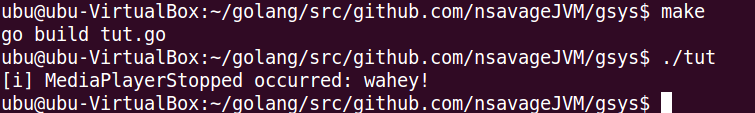 ubu@ubu-VirtualBox:~/golang/src/github.com/nsavageJVM/gsys$ make
go build tut.go
ubu@ubu-VirtualBox:~/golang/src/github.com/nsavageJVM/gsys$ ./tut
[i] MediaPlayerStopped occurred: wahey!
ubu@ubu-VirtualBox:~/golang/src/github.com/nsavageJVM/gsys$